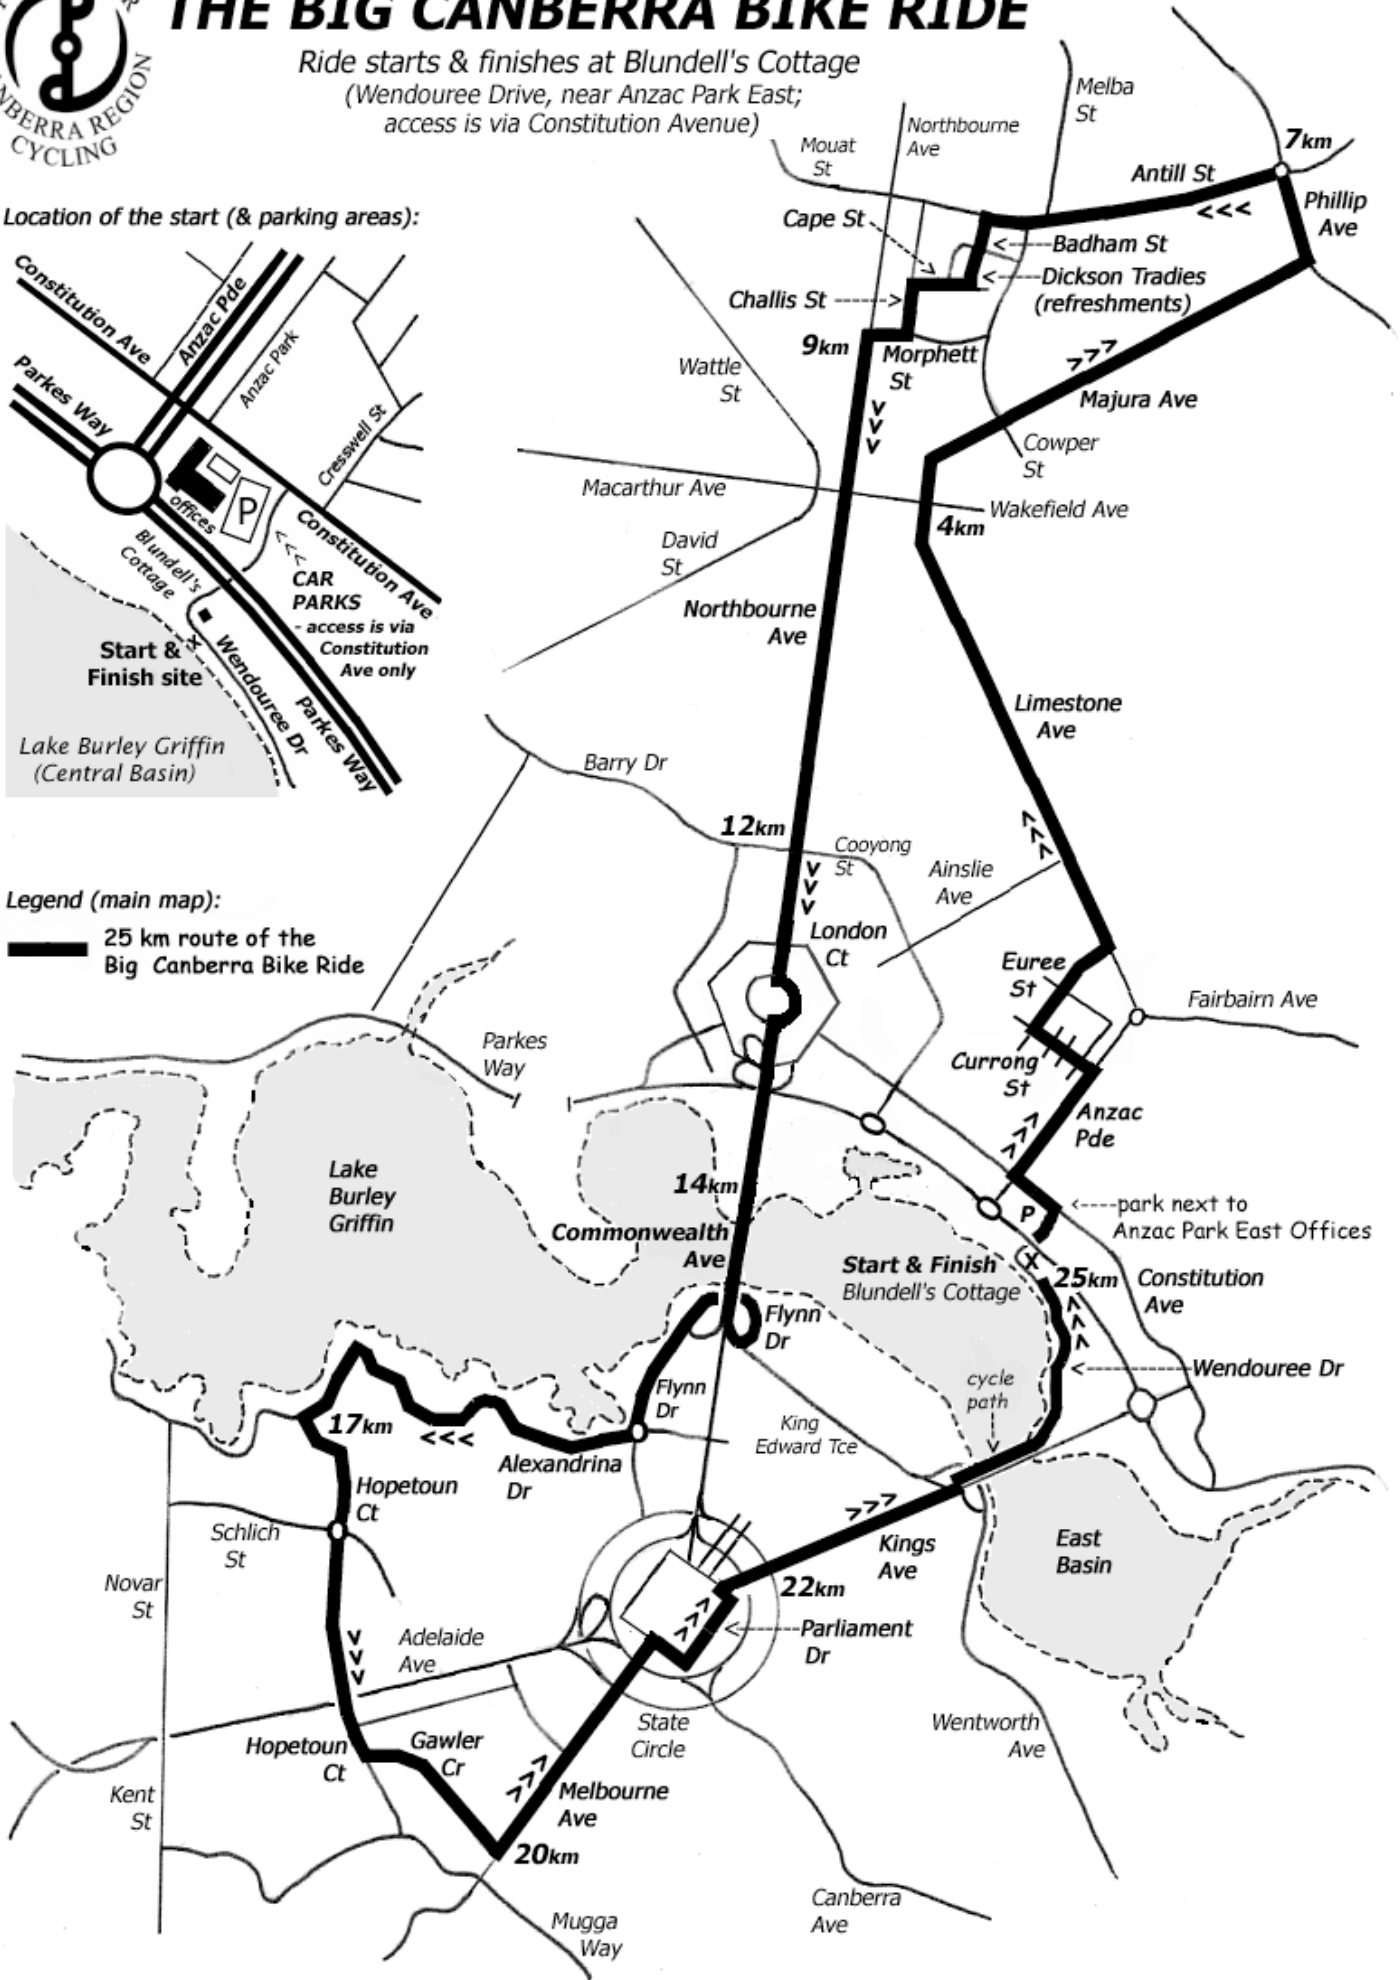 THE BIG CANBERRA BIKE RIDE
Ride starts & finishes at Blundell's Cottage
(Wendouree Drive, near Anzac Park East;
access is via Constitution Avenue)
NBERRA REGION
CYCLING
Location of the start (& parking areas):
Constitution Ave
Anzac Pde
Anzac Park
Parkes Way
Cresswell St
offices
P
Constitution Ave
Blundell's
Cottage
<<<
CAR
PARKS
- access is via
Constitution
Ave only
Start &
Finish site
x
Wendouree Dr
Parkes Way
Lake Burley Griffin
(Central Basin)
Legend (main map):
25 km route of the
Big Canberra Bike Ride
Melba
St
Northbourne
Ave
Mouat
St
7km
Antill St
<<<
Phillip
Ave
Cape St
Badham St
Dickson Tradies
(refreshments)
Challis St
9km
Morphett
St
>>>
Majura Ave
Wattle
St
Cowper
St
Macarthur Ave
Wakefield Ave
4km
David
St
Northbourne
Ave
Limestone
Ave
Barry Dr
12km
Cooyong
St
Ainslie
Ave
London
Ct
Euree
St
Fairbairn Ave
Parkes
Way
Currong
St
Anzac
Pde
Lake
Burley
Griffin
14km
P
park next to
Anzac Park East Offices
Commonwealth
Ave
Start & Finish
Blundell's Cottage
X
25km
Constitution
Ave
Flynn
Dr
Wendouree Dr
cycle
path
Flynn
Dr
17km
<<<
King
Edward Tce
Alexandrina
Dr
Hopetoun
Ct
>>>
Schlich
St
Kings
Ave
East
Basin
Novar
St
22km
Parliament
Dr
Adelaide
Ave
State
Circle
Wentworth
Ave
Hopetoun
Ct
Gawler
Cr
Kent
St
Melbourne
Ave
20km
Canberra
Ave
Mugga
Way